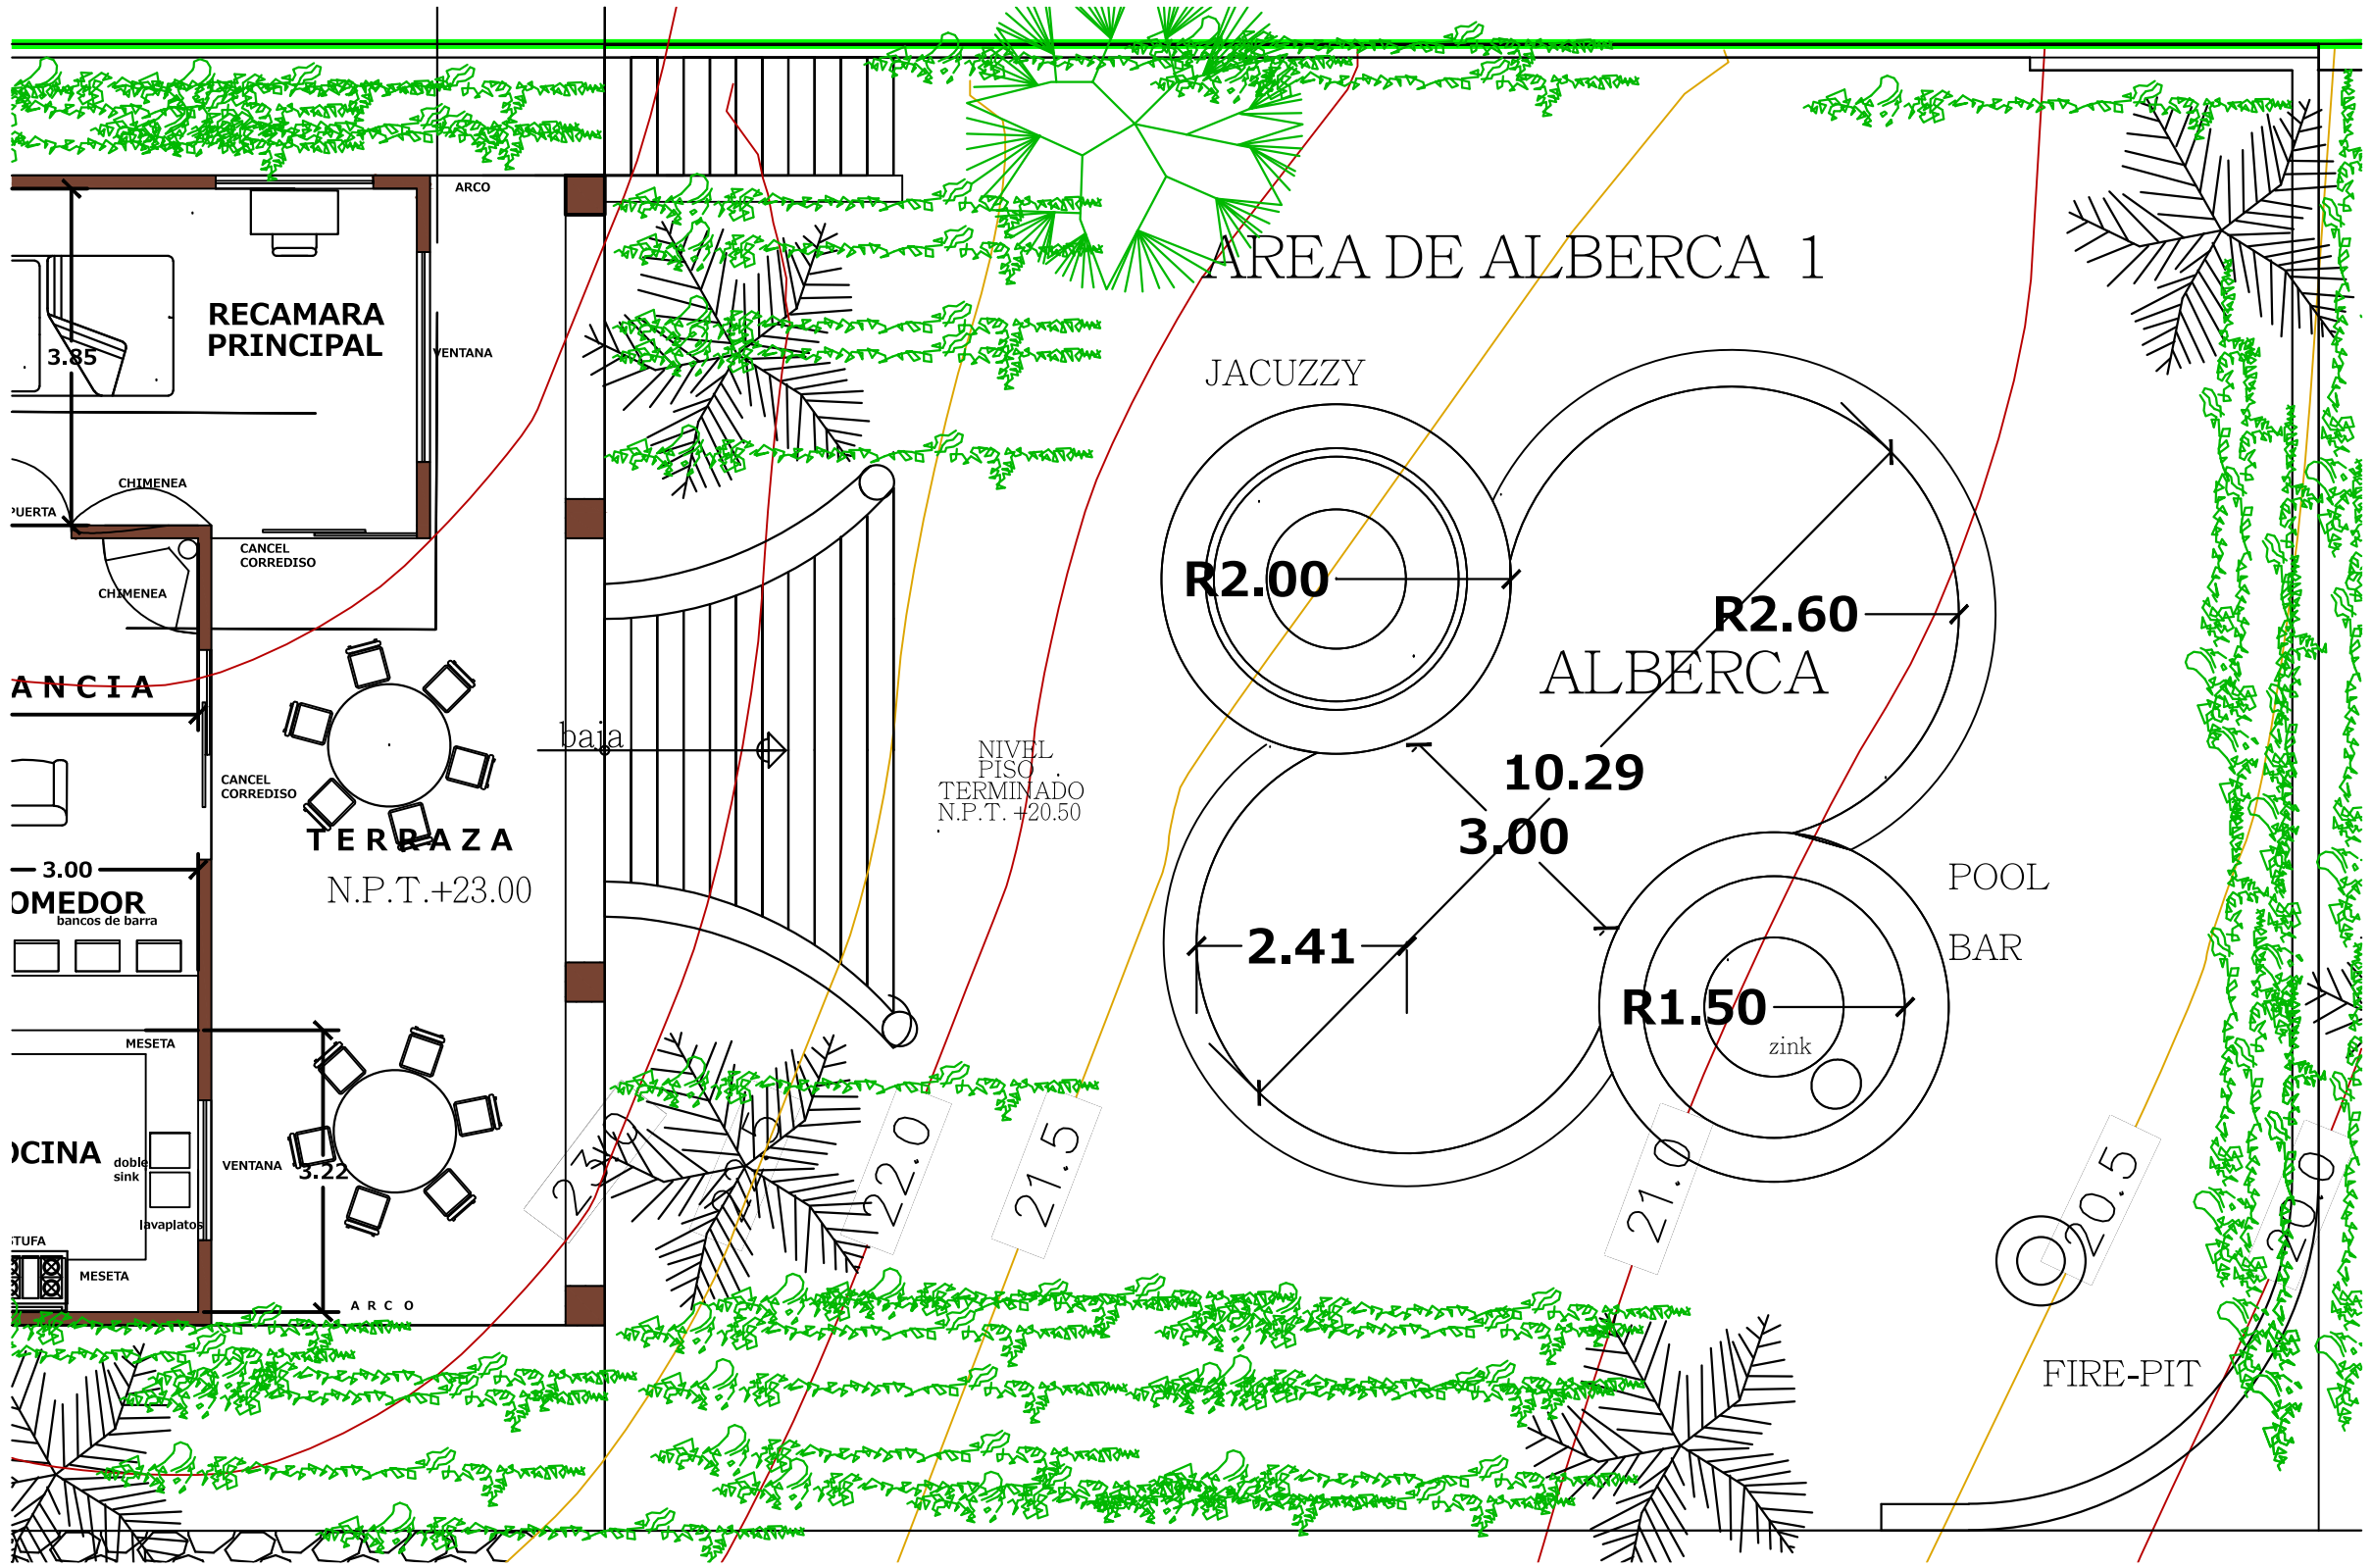 ARCO
AREA DE ALBERCA 1
RECAMARA
PRINCIPAL
3.85
VENTANA
JACUZZY
CHIMENEA
PUERTA
CANCEL
CORREDISO
CHIMENEA
R2.00
R2.60
ALBERCA
ANCIA
baja
NIVEL
PISO
TERMINADO
N.P.T. +20.50
CANCEL
CORREDISO
10.29
3.00
TERRAZA
N.P.T.+23.00
3.00
OMEDOR
bancos de barra
POOL
BAR
2.41
R1.50
zink
MESETA
OCINA
doble
sink
VENTANA
3.22
lavaplatos
STUFA
MESETA
ARCO
23.0
22.0
21.5
21.0
20.5
20.0
FIRE-PIT